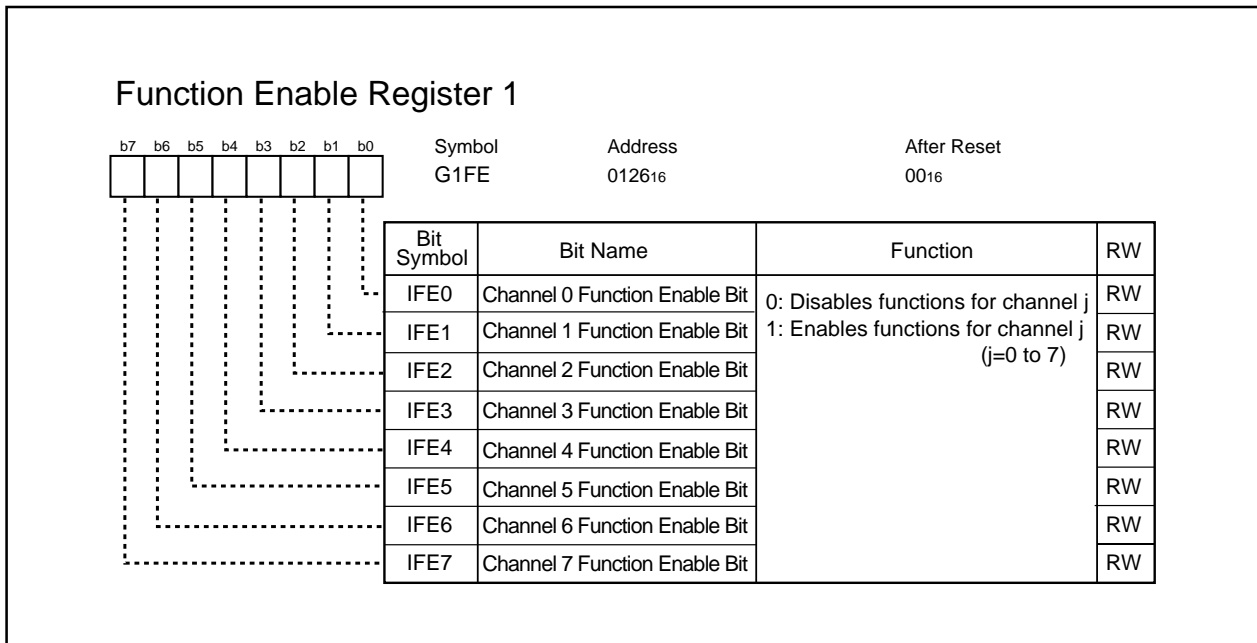 Function Enable Register 1
b7 b6 b5 b4 b3 b2 b1 b0
Symbol Address After Reset
G1FE 012616 0016
Bit Symbol Bit Name Function RW
IFE0 Channel 0 Function Enable Bit 0: Disables functions for channel j RW
IFE1 Channel 1 Function Enable Bit 1: Enables functions for channel j RW
(j=0 to 7)
IFE2 Channel 2 Function Enable Bit RW
IFE3 Channel 3 Function Enable Bit RW
IFE4 Channel 4 Function Enable Bit RW
IFE5 Channel 5 Function Enable Bit RW
IFE6 Channel 6 Function Enable Bit RW
IFE7 Channel 7 Function Enable Bit RW